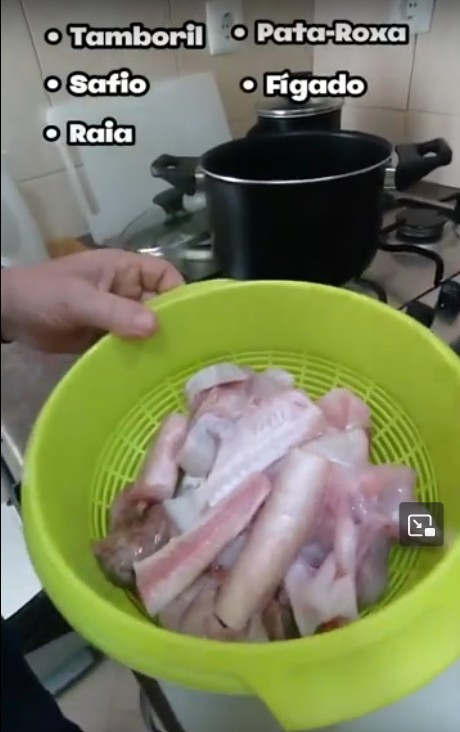 • Tamboril • Pata-Roxa
• Safio • Fígado
• Raia